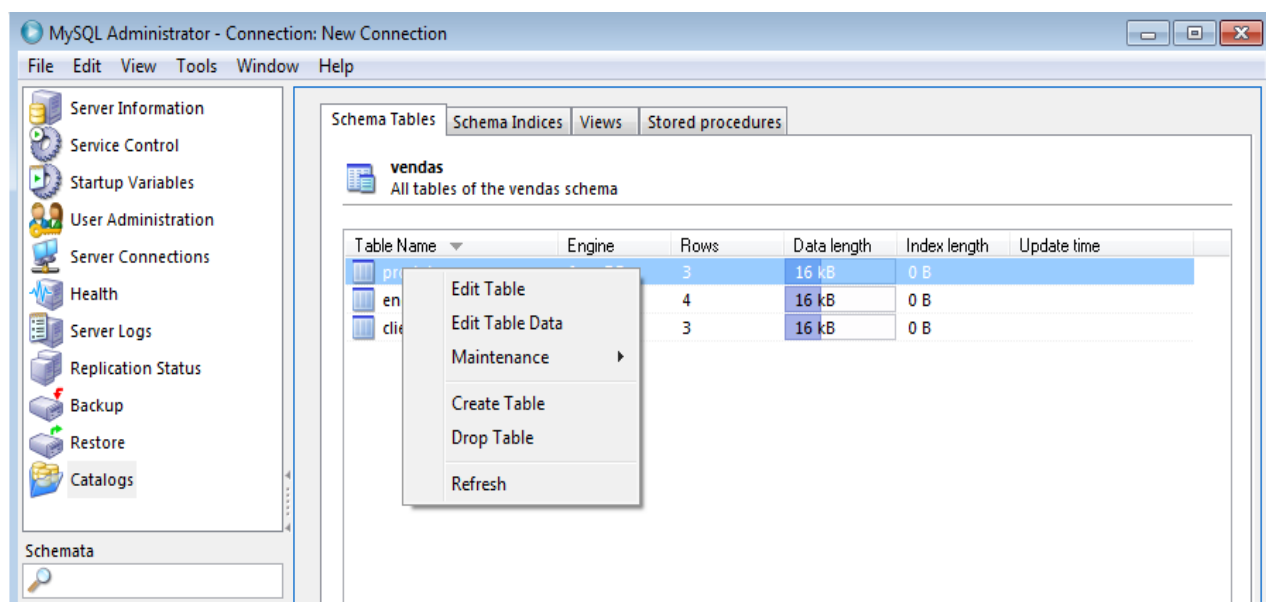 MySQL Administrator - Connection: New Connection
File Edit View Tools Window Help
Server Information
Service Control
Startup Variables
User Administration
Server Connections
Health
Server Logs
Replication Status
Backup
Restore
Catalogs
Schemata
Schema Tables Schema Indices Views Stored procedures
vendas
All tables of the vendas schema
Table Name Engine Rows Data length Index length Update time
3 16 kB 0 B
4 16 kB 0 B
3 16 kB 0 B
Edit Table
Edit Table Data
Maintenance
Create Table
Drop Table
Refresh